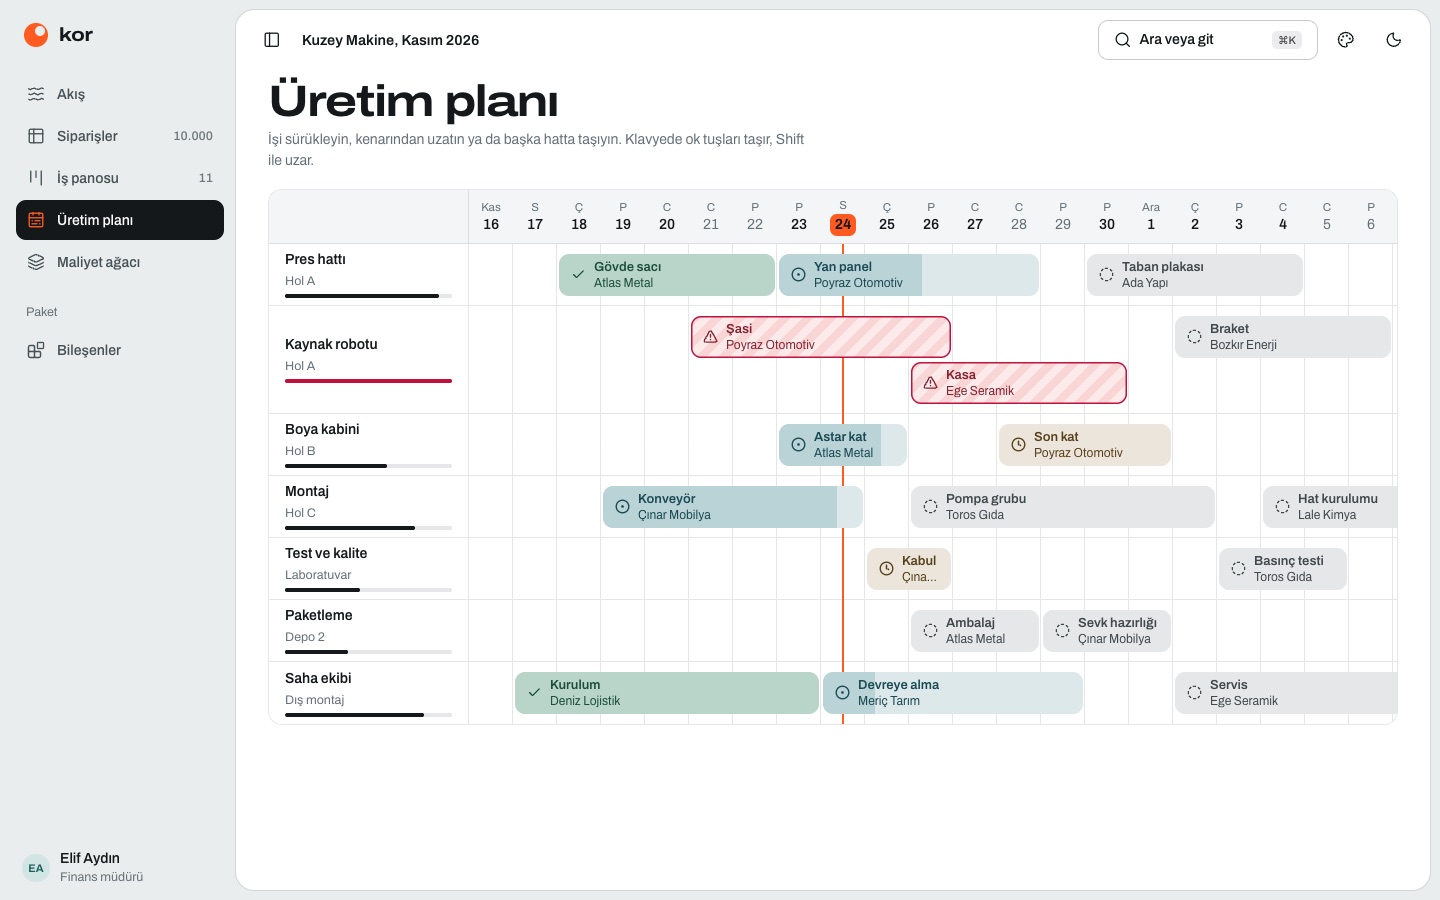 kor
Kuzey Makine, Kasım 2026
Ara veya git
⌘K
Akış
Siparişler 10.000
İş panosu 11
Üretim planı
Maliyet ağacı
Paket
Bileşenler
Elif Aydın
EA
Finans müdürü
Üretim planı
İşi sürükleyin, kenarından uzatın ya da başka hatta taşıyın. Klavyede ok tuşları taşır, Shift
ile uzar.
Kas S Ç P C C P P S Ç P C C P P Ara Ç P C C P
16 17 18 19 20 21 22 23 24 25 26 27 28 29 30 1 2 3 4 5 6
Pres hattı
Hol A
Gövde sacı
Atlas Metal
Yan panel
Poyraz Otomotiv
Taban plakası
Ada Yapı
Kaynak robotu
Hol A
Şasi
Poyraz Otomotiv
Braket
Bozkır Enerji
Kasa
Ege Seramik
Boya kabini
Hol B
Astar kat
Atlas Metal
Son kat
Poyraz Otomotiv
Montaj
Hol C
Konveyör
Çınar Mobilya
Pompa grubu
Toros Gıda
Hat kurulumu
Lale Kimya
Test ve kalite
Laboratuvar
Kabul
Çına...
Basınç testi
Toros Gıda
Paketleme
Depo 2
Ambalaj
Atlas Metal
Sevk hazırlığı
Çınar Mobilya
Saha ekibi
Dış montaj
Kurulum
Deniz Lojistik
Devreye alma
Meriç Tarım
Servis
Ege Seramik